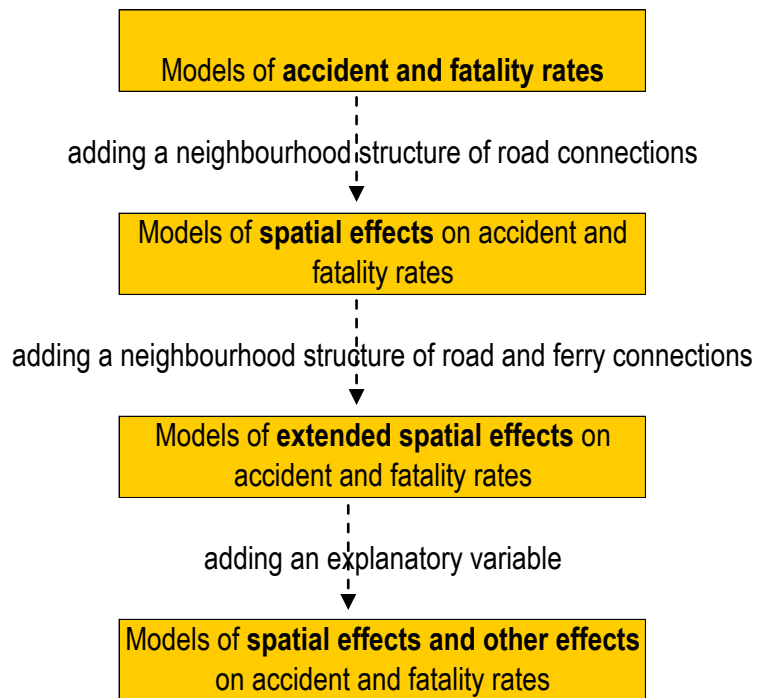 Models of accident and fatality rates
adding a neighbourhood structure of road connections
Models of spatial effects on accident and
fatality rates
adding a neighbourhood structure of road and ferry connections
Models of extended spatial effects on
accident and fatality rates
adding an explanatory variable
Models of spatial effects and other effects
on accident and fatality rates